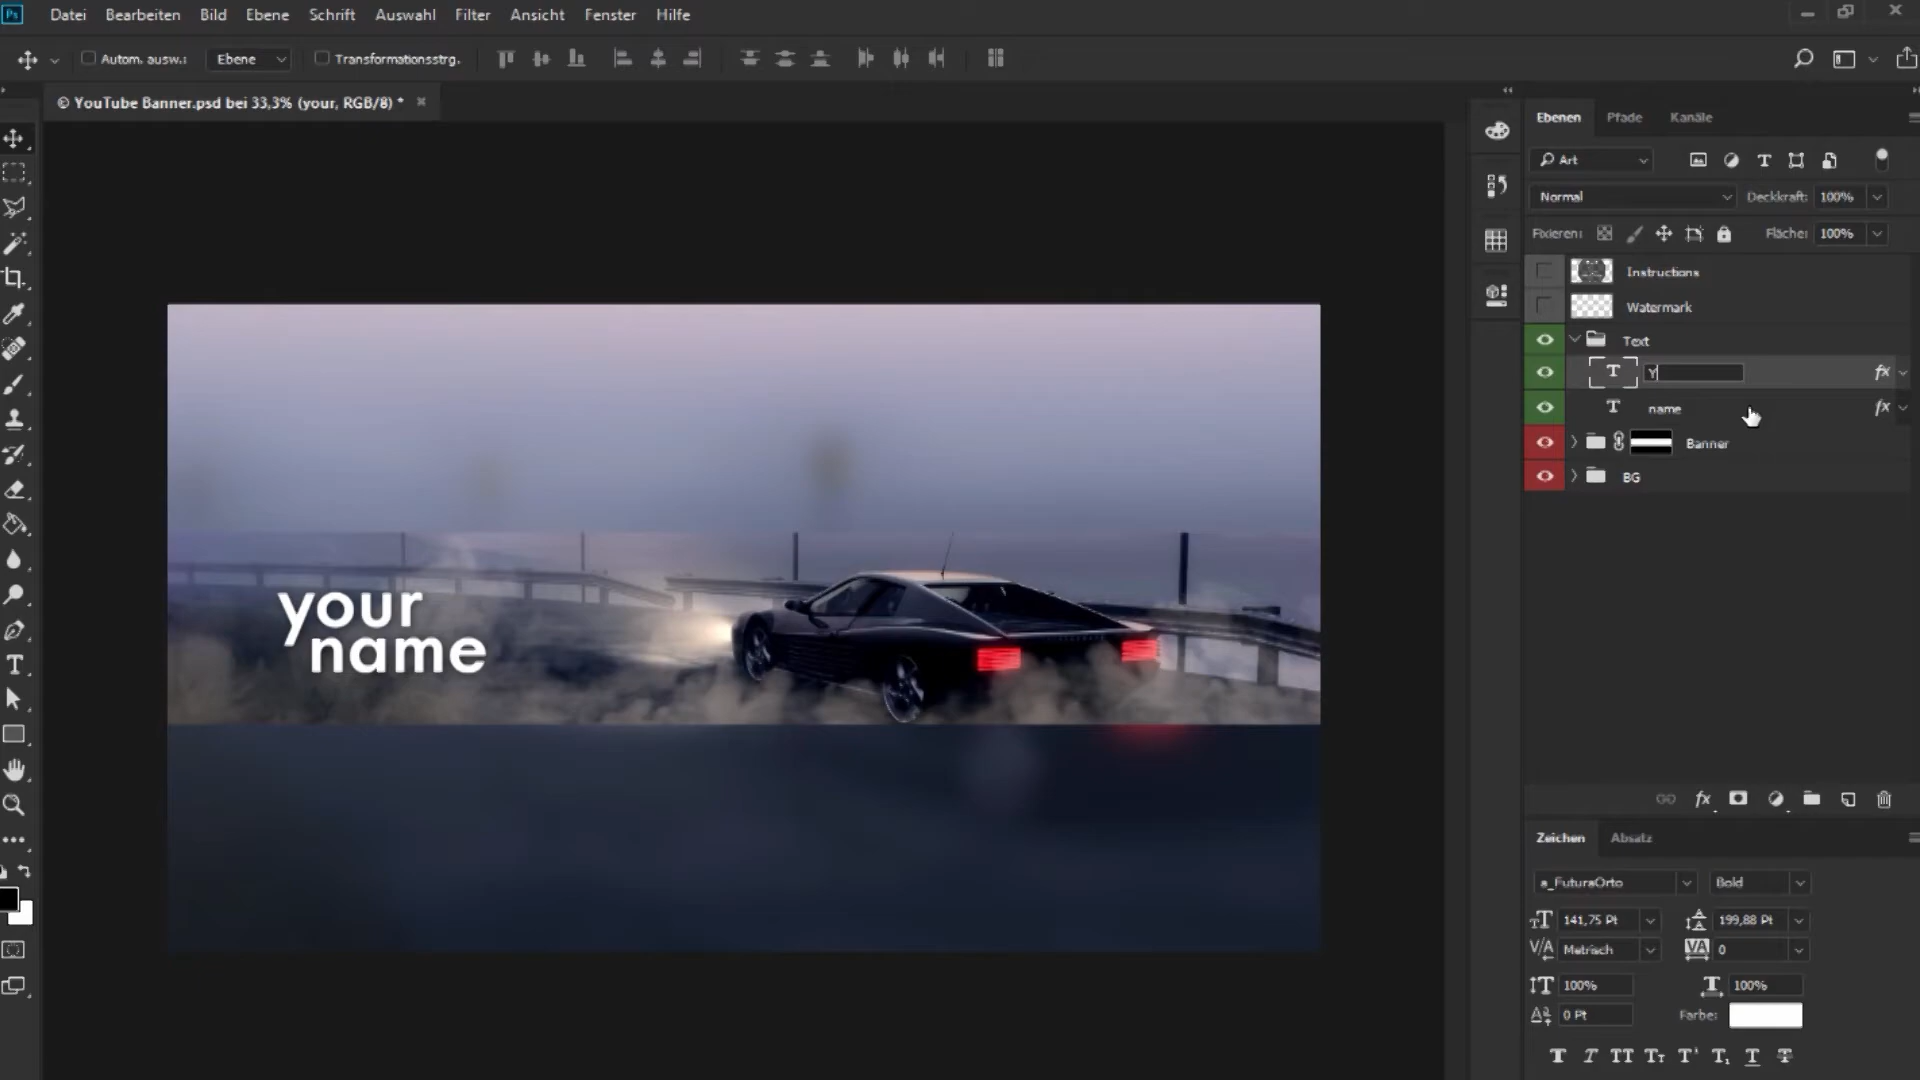 Ps Datei Bearbeiten Bild Ebene Schrift Auswahl Filter Ansicht Fenster Hilfe
Autom. ausw.: Ebene Transformationsstrg.
© YouTube Banner.psd bei 33,3% (your, RGB/8) *
Ebenen Pfade Kanäle
Art
Normal Deckkraft: 100%
Fixieren: Fläche: 100%
Instructions
Watermark
Text
Y
name
Banner
BG
your
name
Zeichen Absatz
a_FuturaOrto Bold
141,75 Pt 199,88 Pt
Metrisch 0
100% 100%
0 Pt Farbe: